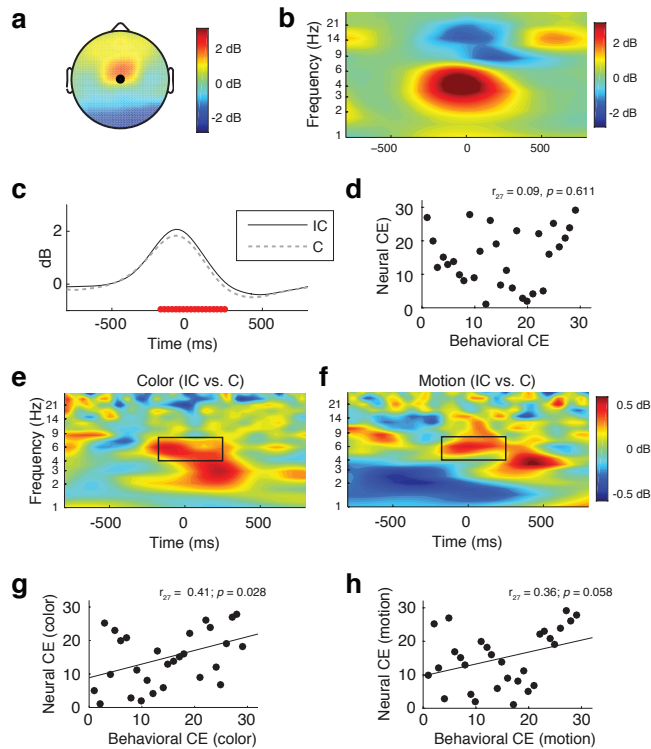 a
2 dB
0 dB
-2 dB
b
Frequency (Hz)
21
14
9
6
4
3
2
1
−500
0
500
2 dB
0 dB
-2 dB
c
dB
2
0
IC
C
-500
0
500
Time (ms)
d
r27 = 0.09, p = 0.611
Neural CE)
30
20
10
0
0
10
20
30
Behavioral CE
e
Color (IC vs. C)
Frequency (Hz)
21
14
9
6
4
3
2
1
-500
0
500
Time (ms)
f
Motion (IC vs. C)
21
14
9
6
4
3
2
1
-500
0
500
Time (ms)
0.5 dB
0 dB
-0.5 dB
g
r27 = 0.41; p = 0.028
Neural CE (color)
30
20
10
0
0
10
20
30
Behavioral CE (color)
h
r27 = 0.36; p = 0.058
Neural CE (motion)
30
20
10
0
0
10
20
30
Behavioral CE (motion)